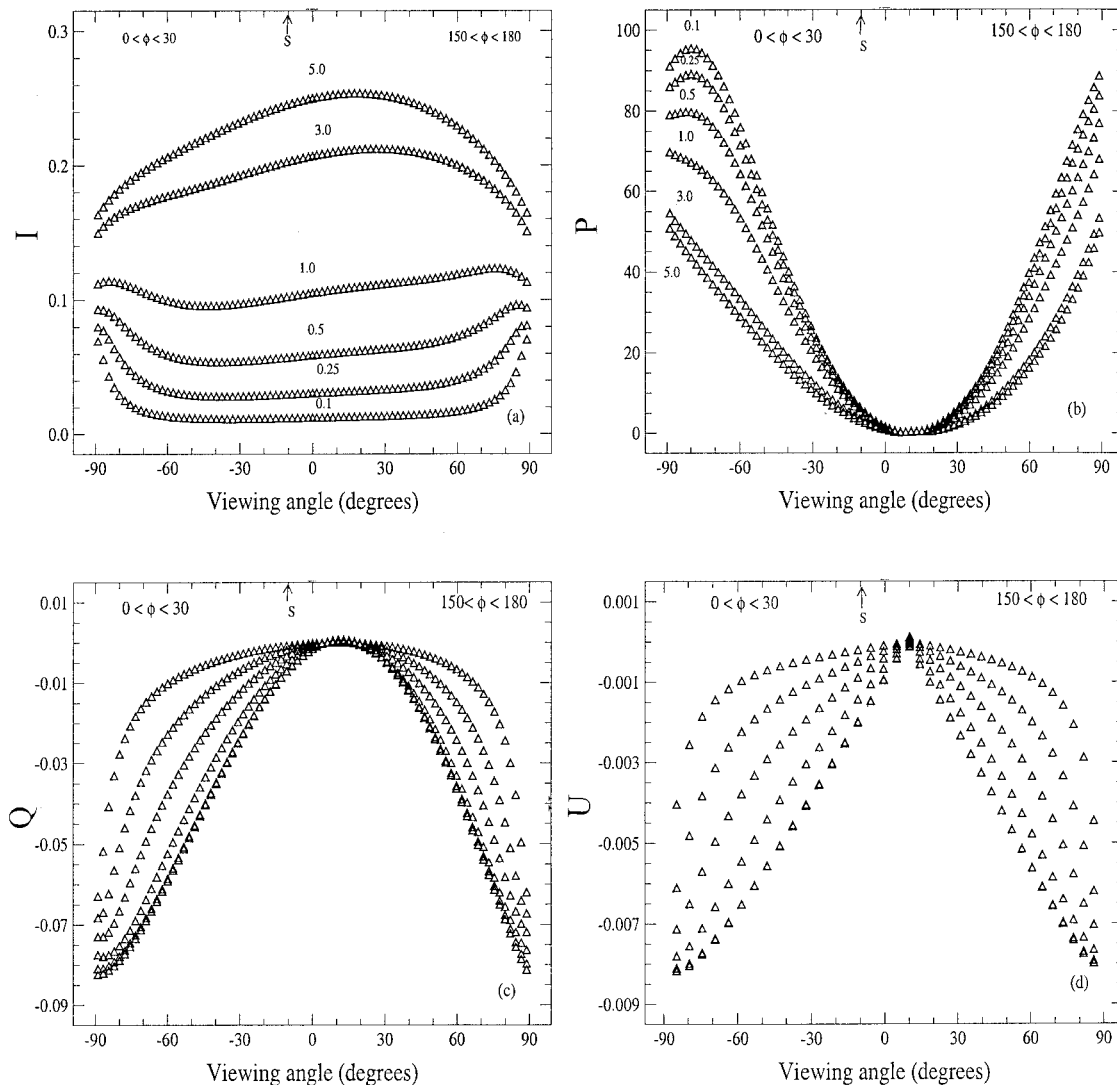 S
0 < ϕ < 30
150 < ϕ < 180
0.3
0.2
0.1
0.0
I
5.0
3.0
1.0
0.5
0.25
0.1
(a)
-90 -60 -30 0 30 60 90
Viewing angle (degrees)
0.1
0 < ϕ < 30
S
150 < ϕ < 180
100
80
60
40
20
0
P
0.25
0.5
1.0
3.0
5.0
(b)
-90 -60 -30 0 30 60 90
Viewing angle (degrees)
0 < ϕ < 30
S
150 < ϕ < 180
0.01
-0.01
-0.03
-0.05
-0.07
-0.09
Q
(c)
-90 -60 -30 0 30 60 90
Viewing angle (degrees)
0 < ϕ < 30
S
150 < ϕ < 180
0.001
-0.001
-0.003
-0.005
-0.007
-0.009
U
(d)
-90 -60 -30 0 30 60 90
Viewing angle (degrees)